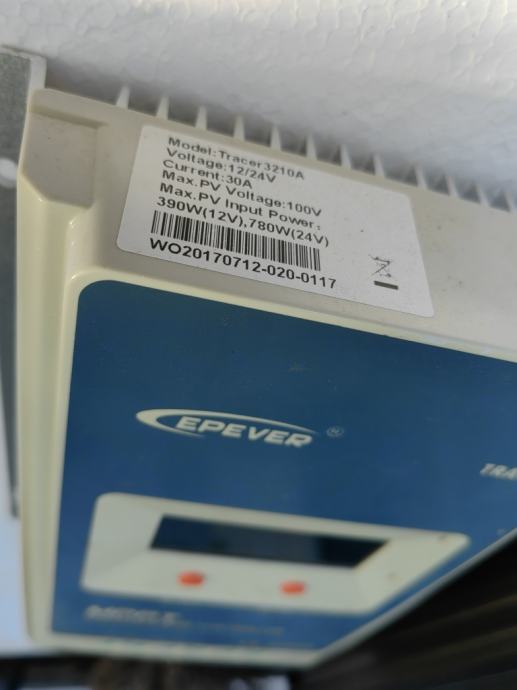 Model:Tracer3210A
Voltage:12/24V
Current:30A
Max.PV Voltage:100V
Max.PV Input Power:
390W(12V),780W(24V)
WO20170712-020-0117
EPEVER®
TRA